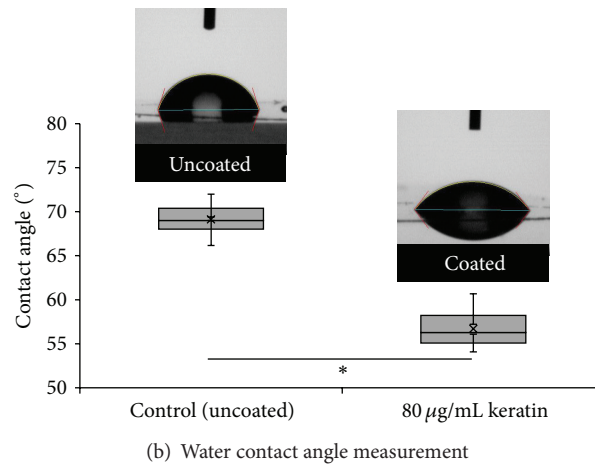 Uncoated
Coated
80
75
70
65
60
55
50
Contact angle (°)
*
Control (uncoated)
80 μg/mL keratin
(b) Water contact angle measurement